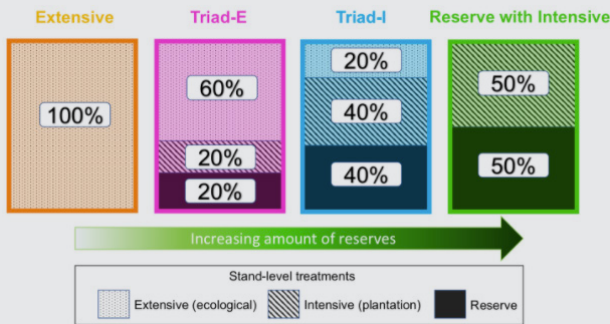 Extensive
Triad-E
Triad-I
Reserve with Intensive
100%
60%
20%
20%
20%
40%
40%
50%
50%
Increasing amount of reserves
Stand-level treatments
Extensive (ecological)
Intensive (plantation)
Reserve